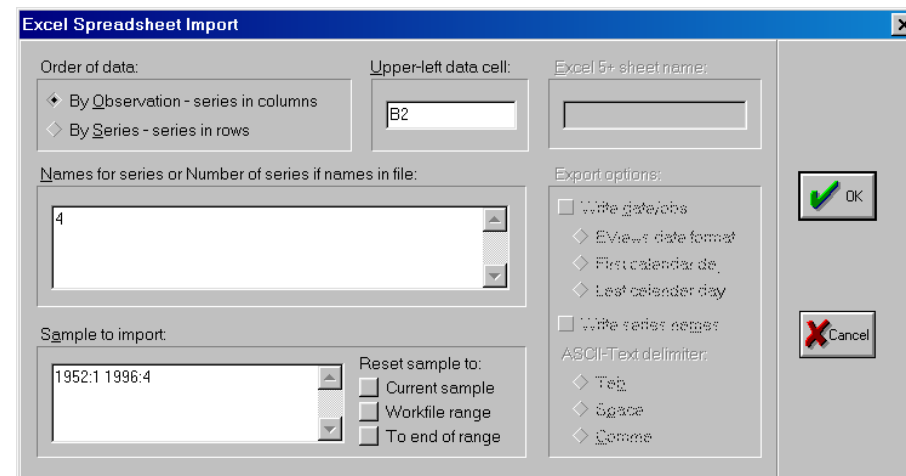 Excel Spreadsheet Import
Order of data:
By Observation - series in columns
By Series - series in rows
Upper-left data cell:
B2
Excel 5+ sheet name:
Names for series or Number of series if names in file:
4
Export options:
Write date/obs
EViews date format
First calendar da
Last calender day
Write series names
ASCII-Text delimiter:
Tab
Space
Comma
Sample to import:
1952:1 1996:4
Reset sample to:
Current sample
Workfile range
To end of range
OK
Cancel